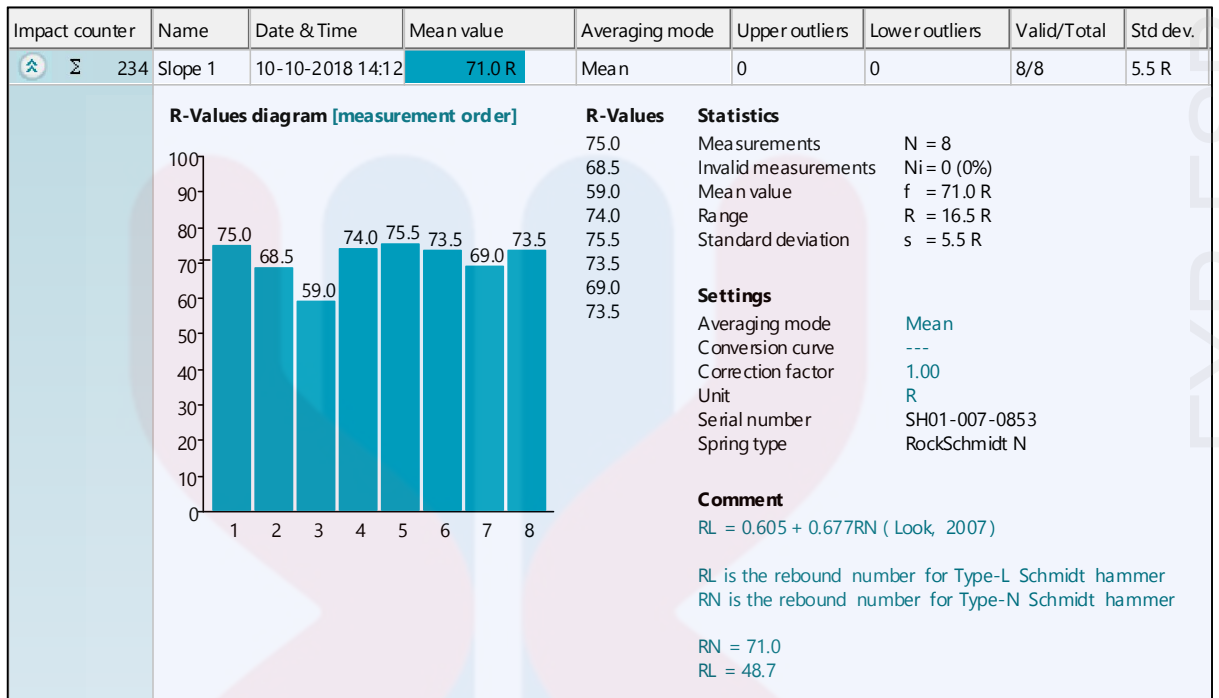 Impact counter Name Date & Time Mean value Averaging mode Upper outliers Lower outliers Valid/Total Std dev.
Σ 234 Slope 1 10-10-2018 14:12 71.0 R Mean 0 0 8/8 5.5 R
R-Values diagram [measurement order]
100
90
80
70
60
50
40
30
20
10
0
75.0
68.5
59.0
74.0
75.5
73.5
69.0
73.5
1 2 3 4 5 6 7 8
R-Values
75.0
68.5
59.0
74.0
75.5
73.5
69.0
73.5
Statistics
Measurements N = 8
Invalid measurements Ni = 0 (0%)
Mean value f = 71.0 R
Range R = 16.5 R
Standard deviation s = 5.5 R
Settings
Averaging mode Mean
Conversion curve ---
Correction factor 1.00
Unit R
Serial number SH01-007-0853
Spring type RockSchmidt N
Comment
RL = 0.605 + 0.677RN ( Look, 2007)
RL is the rebound number for Type-L Schmidt hammer
RN is the rebound number for Type-N Schmidt hammer
RN = 71.0
RL = 48.7